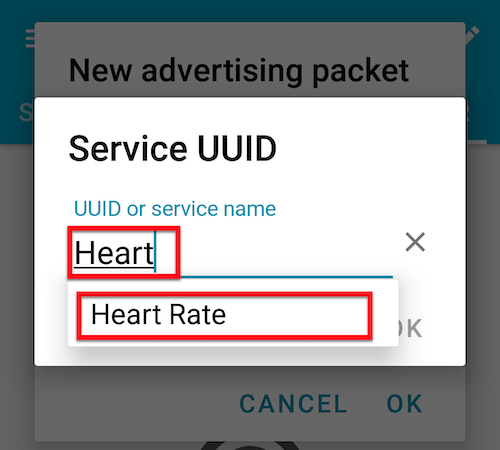 New advertising packet
S
R
Service UUID
UUID or service name
Heart
Heart Rate
OK
CANCEL OK